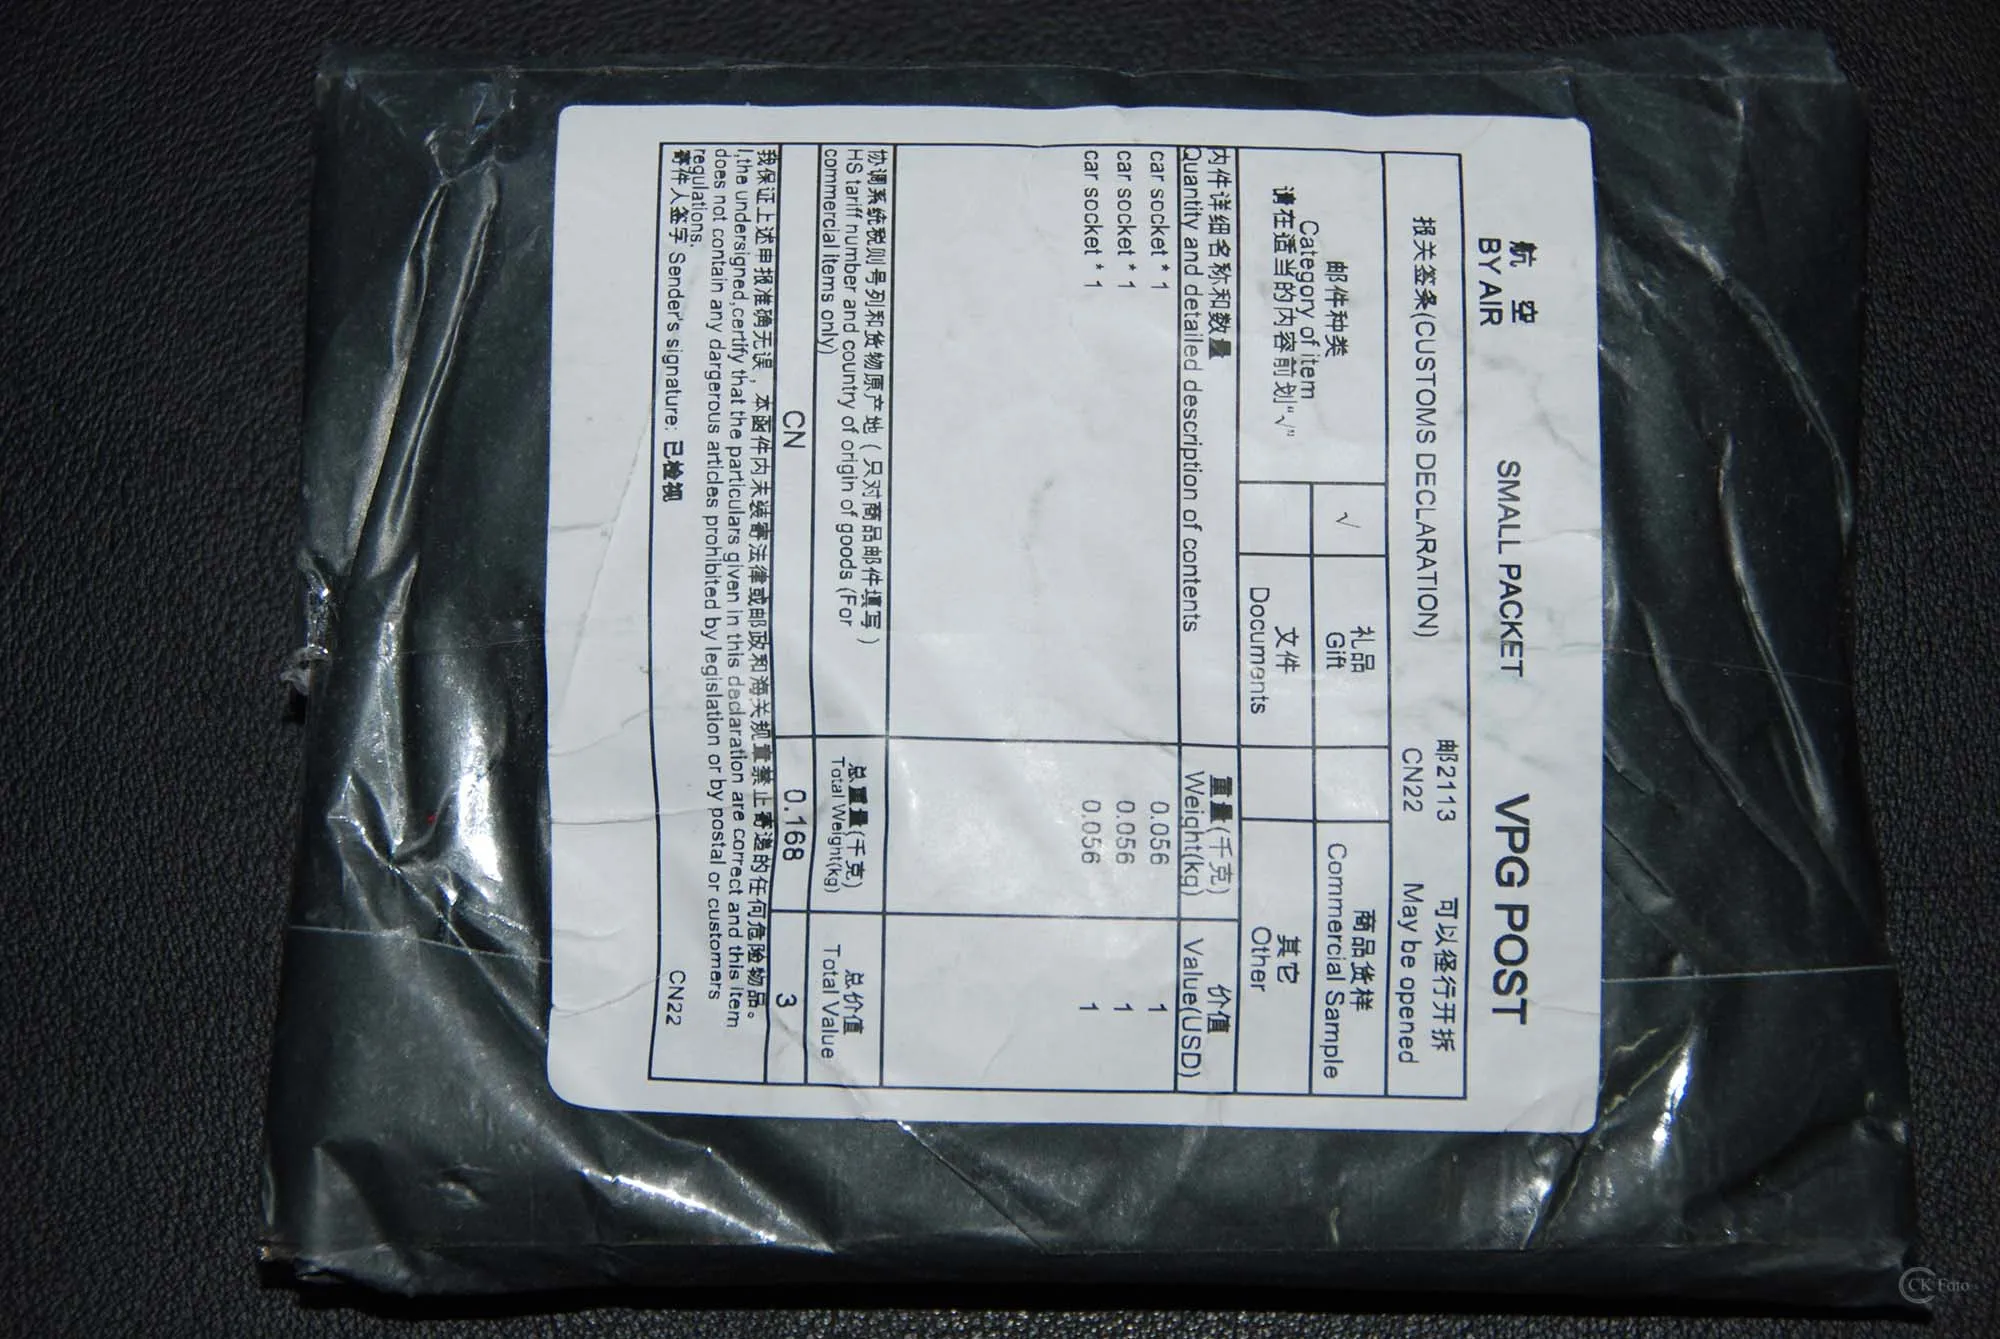 航 空
BY AIR
SMALL PACKET
VPG POST
报关签条(CUSTOMS DECLARATION)
邮2113
CN22
可以径行开拆
May be opened
邮件种类
Category of item
请在适当的内容前划“√”
√
礼品
Gift
商品货样
Commercial Sample
文件
Documents
其它
Other
内件详细名称和数量
Quantity and detailed description of contents
重量(千克)
Weight(kg)
价值
Value(USD)
car socket * 1 0.056 1
car socket * 1 0.056 1
car socket * 1 0.056 1
协调系统税则号列和货物原产地 ( 只对商品邮件填写 )
HS tariff number and country of origin of goods (For
commercial items only)
总重量(千克)
Total Weight(kg)
总价值
Total Value
CN 0.168 3
我保证上述申报准确无误，本函件内未装寄法律或邮政和海关规章禁止寄递的任何危险物品。
I,the undersigned,certify that the particulars given in this declaration are correct and this item
does not contain any dargerous articles prohibited by legislation or by postal or customers
regulations.
寄件人签字 Sender's signature: 已检视 CN22
CK Foto